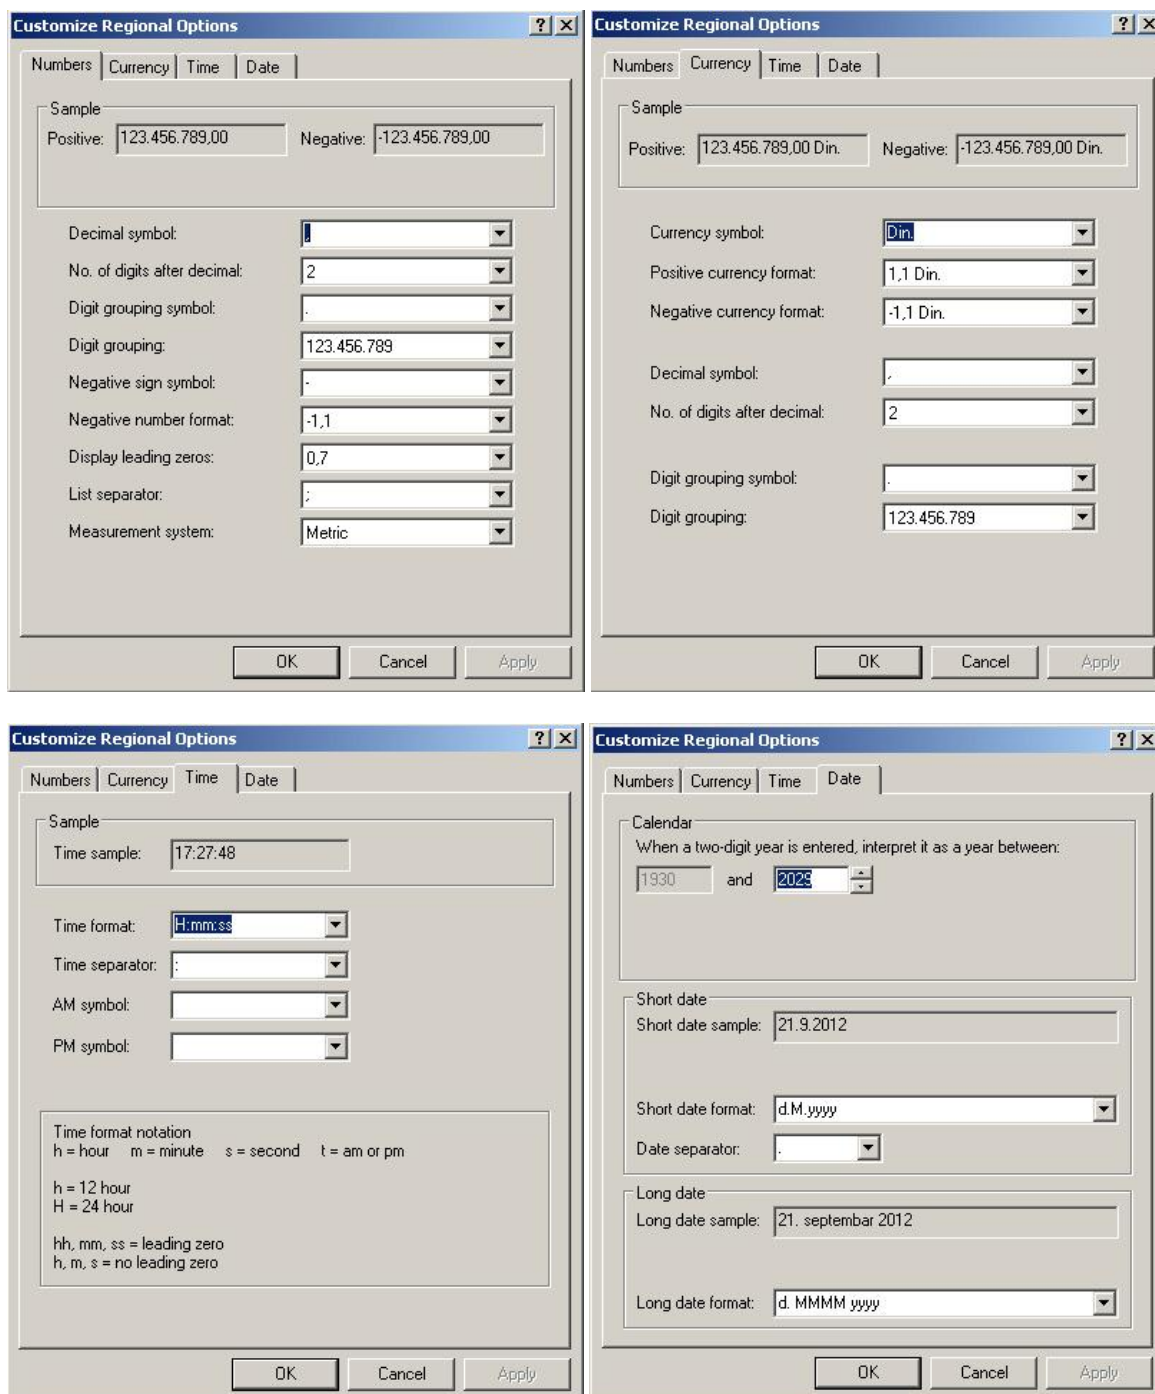 Customize Regional Options
Numbers Currency Time Date
Sample
Positive: 123.456.789,00 Negative: -123.456.789,00
Decimal symbol: ,
No. of digits after decimal: 2
Digit grouping symbol: .
Digit grouping: 123.456.789
Negative sign symbol: -
Negative number format: -1,1
Display leading zeros: 0,7
List separator: ;
Measurement system: Metric
OK Cancel Apply
Customize Regional Options
Numbers Currency Time Date
Sample
Positive: 123.456.789,00 Din. Negative: -123.456.789,00 Din.
Currency symbol: Din.
Positive currency format: 1,1 Din.
Negative currency format: -1,1 Din.
Decimal symbol: ,
No. of digits after decimal: 2
Digit grouping symbol: .
Digit grouping: 123.456.789
OK Cancel Apply
Customize Regional Options
Numbers Currency Time Date
Sample
Time sample: 17:27:48
Time format: H:mm:ss
Time separator: :
AM symbol:
PM symbol:
Time format notation
h = hour m = minute s = second t = am or pm
h = 12 hour
H = 24 hour
hh, mm, ss = leading zero
h, m, s = no leading zero
OK Cancel Apply
Customize Regional Options
Numbers Currency Time Date
Calendar
When a two-digit year is entered, interpret it as a year between:
1930 and 2029
Short date
Short date sample: 21.9.2012
Short date format: d.M.yyyy
Date separator: .
Long date
Long date sample: 21. septembar 2012
Long date format: d. MMMM yyyy
OK Cancel Apply